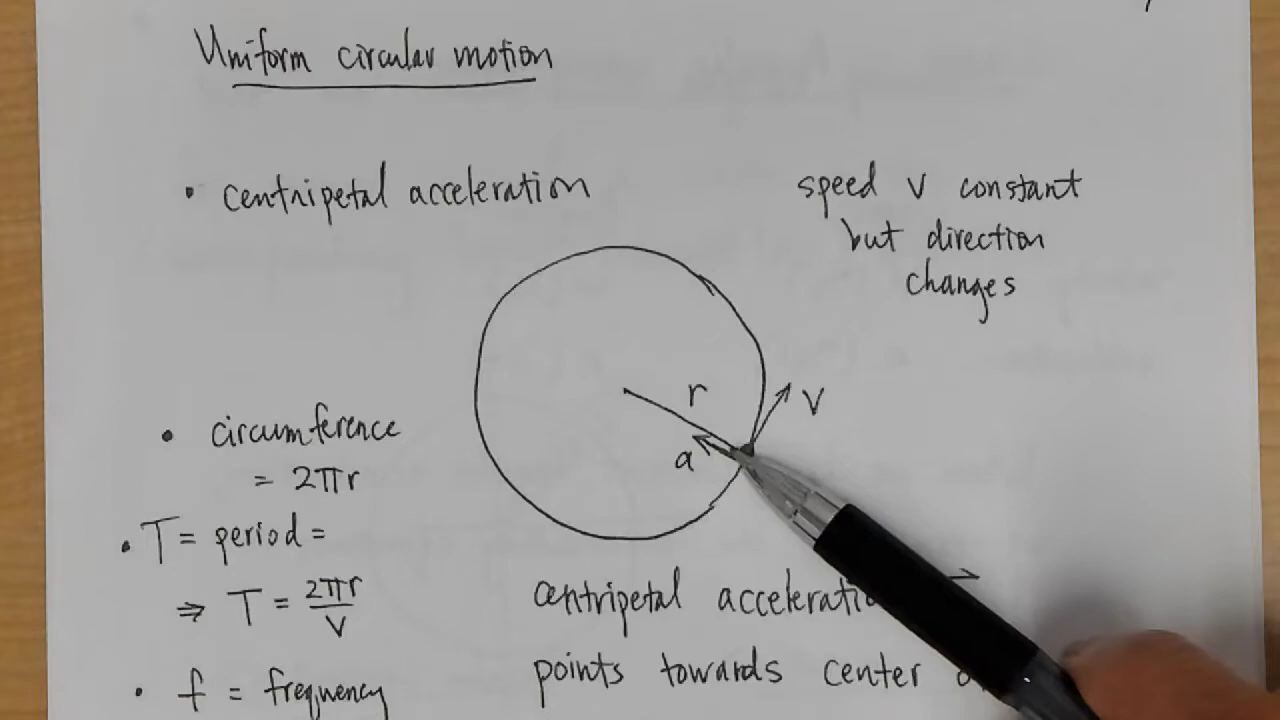 Uniform circular motion
• centripetal acceleration
speed v constant
but direction
changes
r
v
a
• circumference
= 2πr
• T = period =
⇒ T = 2πr/v
• f = frequency
centripetal
points towards center